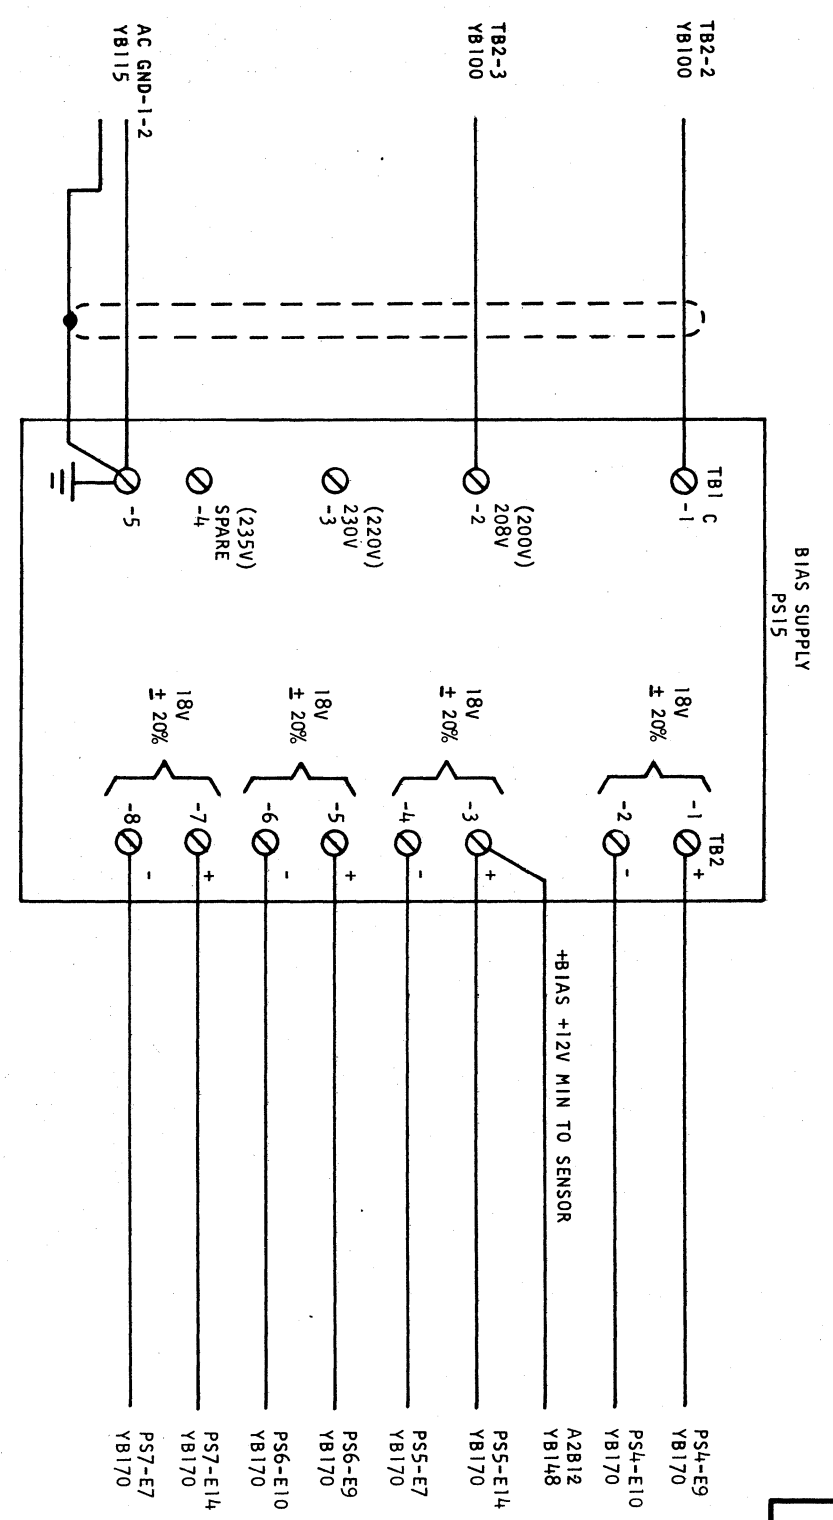 BIAS SUPPLY
PS15
TB2-2
YB100
TB1
C
-1
TB2-3
YB100
(200V)
208V
-2
(220V)
230V
-3
(235V)
SPARE
-4
AC GND-1-2
YB115
-5
TB2
18V
± 20%
-1
+
PS4-E9
YB170
-2
-
PS4-E10
YB170
+BIAS +12V MIN TO SENSOR
A2B12
YB148
18V
± 20%
-3
+
PS5-E14
YB170
-4
-
PS5-E7
YB170
18V
± 20%
-5
+
PS6-E9
YB170
-6
-
PS6-E10
YB170
18V
± 20%
-7
+
PS7-E14
YB170
-8
-
PS7-E7
YB170